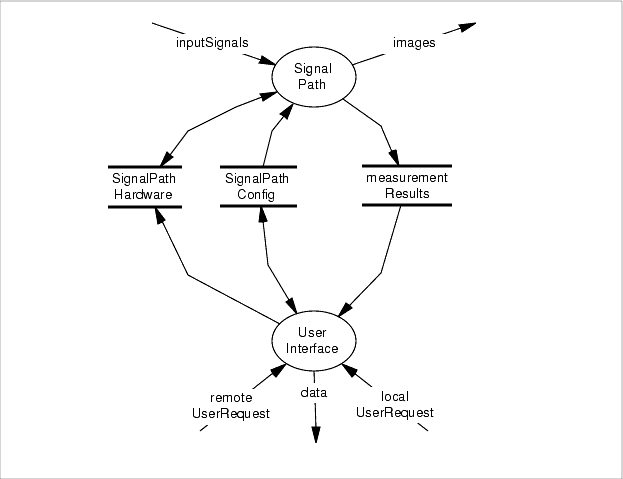 inputSignals
images
Signal
Path
SignalPath
Hardware
SignalPath
Config
measurement
Results
User
Interface
remote
UserRequest
data
local
UserRequest